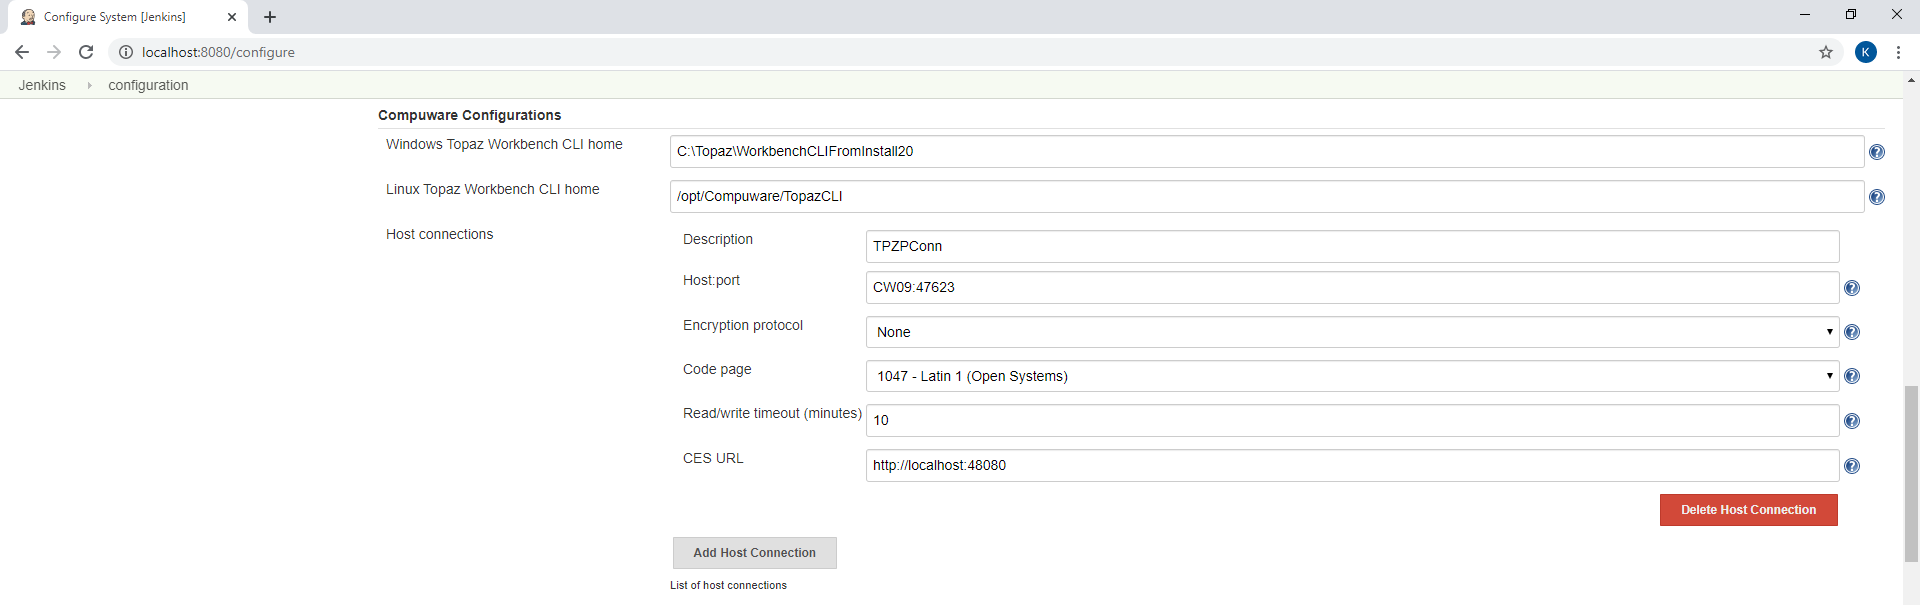 Configure System [Jenkins]
localhost:8080/configure
K
Jenkins configuration
Compuware Configurations
Windows Topaz Workbench CLI home C:\Topaz\WorkbenchCLIFromInstall20
Linux Topaz Workbench CLI home /opt/Compuware/TopazCLI
Host connections
Description TPZPConn
Host:port CW09:47623
Encryption protocol None
Code page 1047 - Latin 1 (Open Systems)
Read/write timeout (minutes) 10
CES URL http://localhost:48080
Delete Host Connection
Add Host Connection
List of host connections